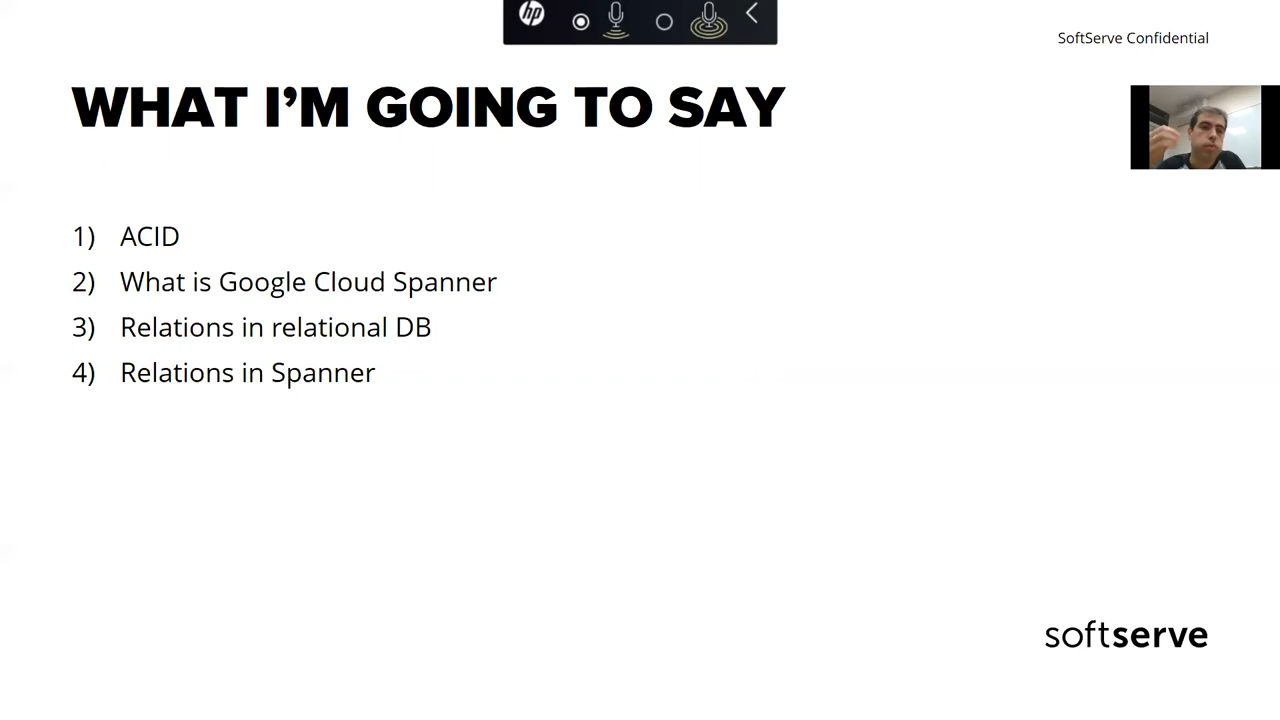 hp
SoftServe Confidential
WHAT I’M GOING TO SAY
1) ACID
2) What is Google Cloud Spanner
3) Relations in relational DB
4) Relations in Spanner
softserve